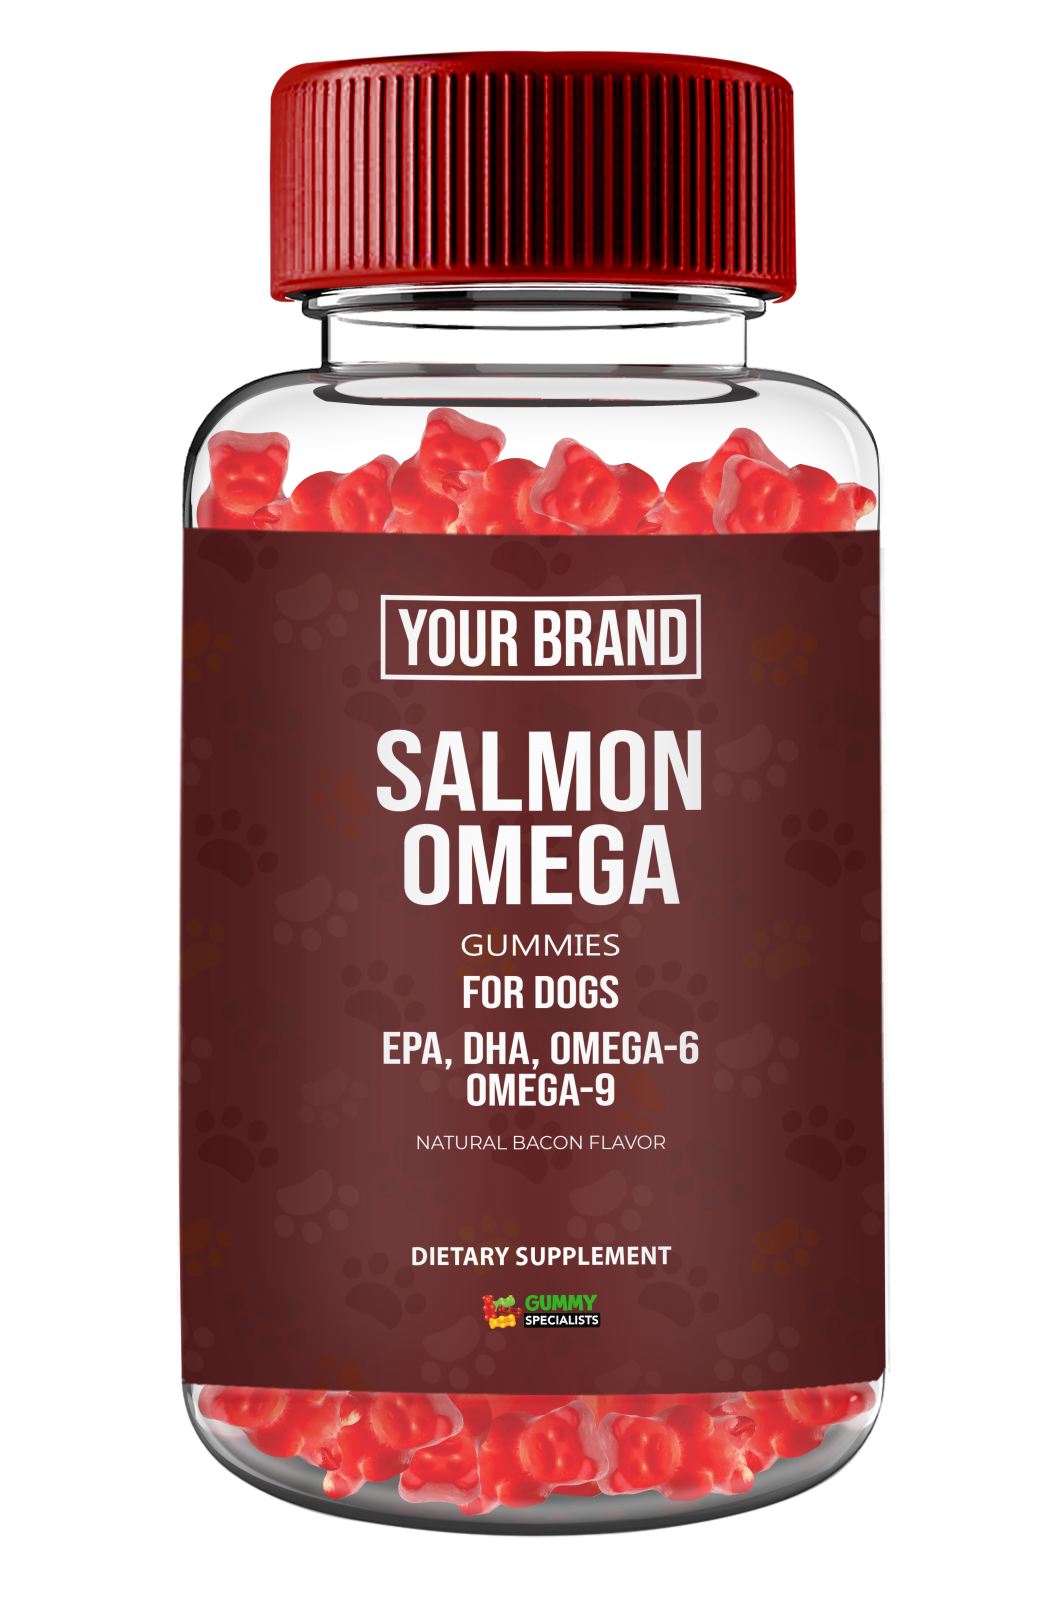 YOUR BRAND
SALMON
OMEGA
GUMMIES
FOR DOGS
EPA, DHA, OMEGA-6
OMEGA-9
NATURAL BACON FLAVOR
DIETARY SUPPLEMENT
GUMMY
SPECIALISTS